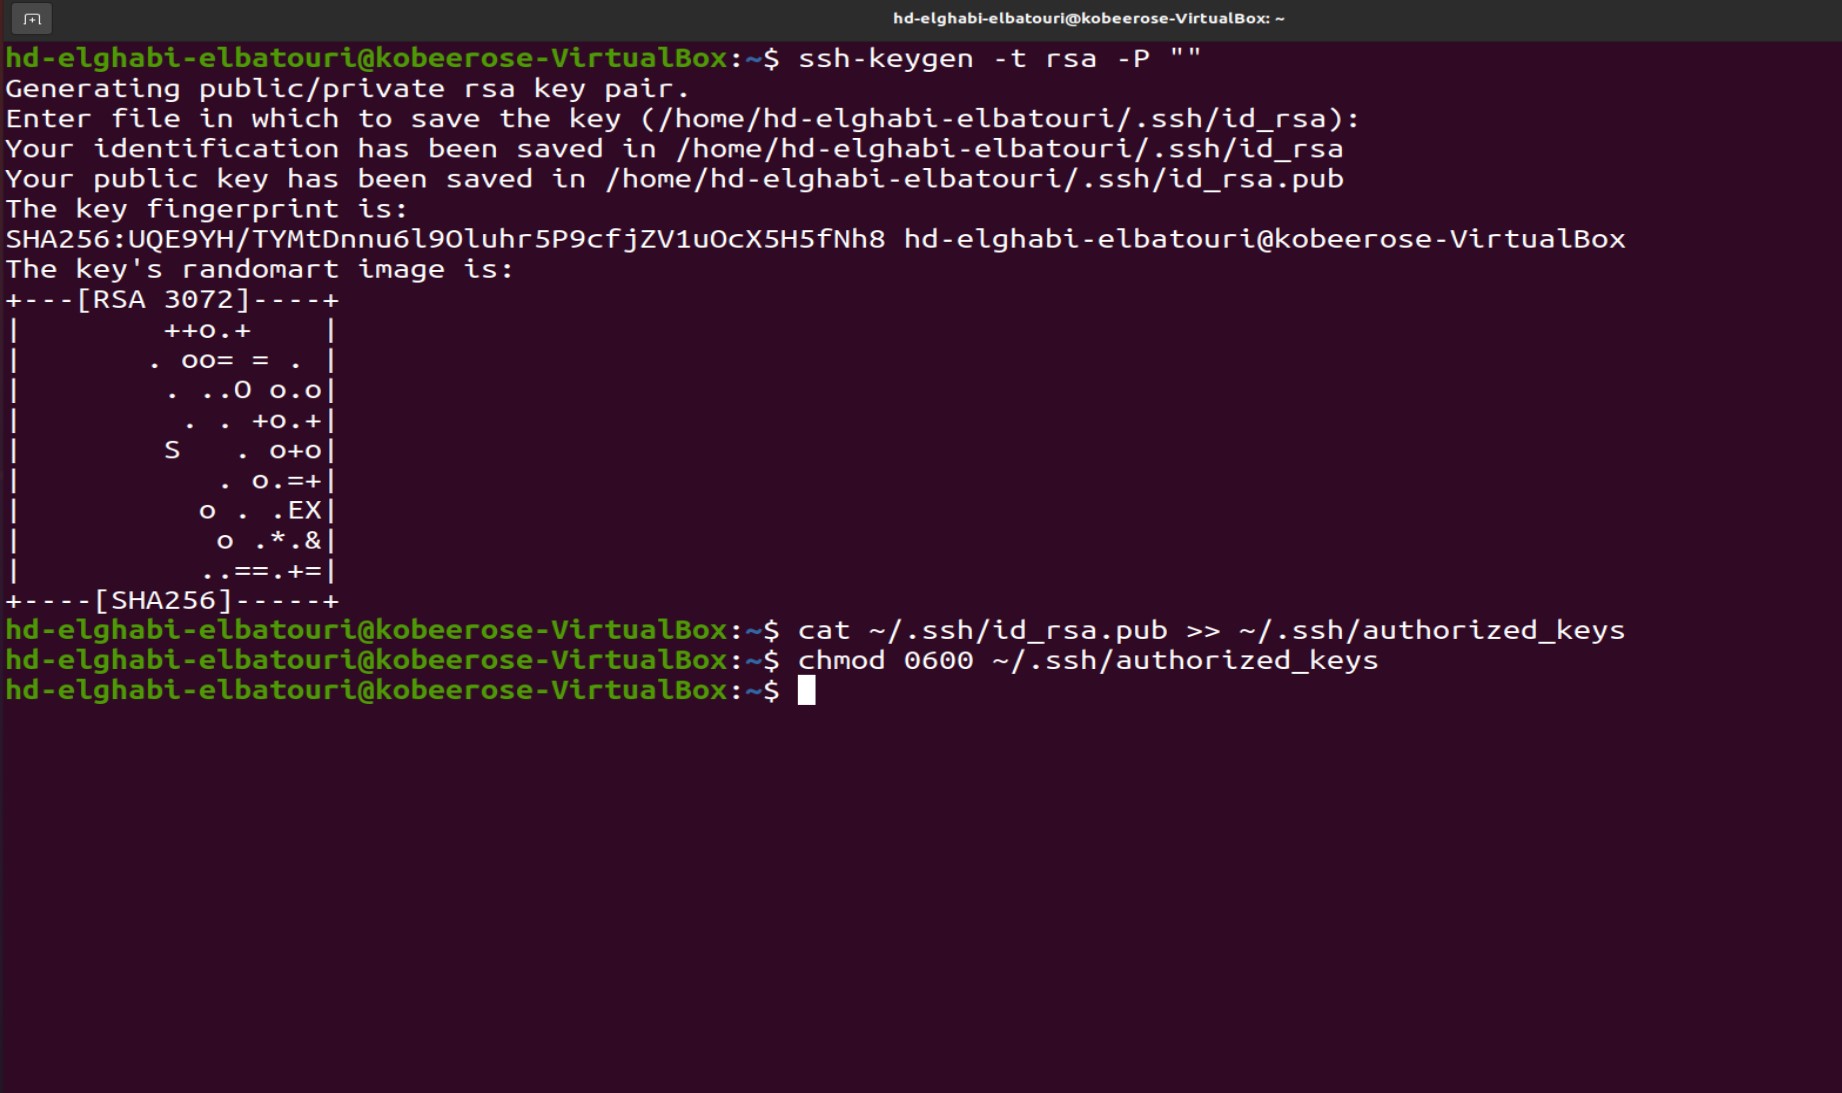 hd-elghabi-elbatouri@kobeerose-VirtualBox: ~
hd-elghabi-elbatouri@kobeerose-VirtualBox:~$ ssh-keygen -t rsa -P ""
Generating public/private rsa key pair.
Enter file in which to save the key (/home/hd-elghabi-elbatouri/.ssh/id_rsa):
Your identification has been saved in /home/hd-elghabi-elbatouri/.ssh/id_rsa
Your public key has been saved in /home/hd-elghabi-elbatouri/.ssh/id_rsa.pub
The key fingerprint is:
SHA256:UQE9YH/TYMtDnnu6l9Oluhr5P9cfjZV1uOcX5H5fNh8 hd-elghabi-elbatouri@kobeerose-VirtualBox
The key's randomart image is:
+---[RSA 3072]----+
|        ++o.+    |
|       . oo= = . |
|        . ..O o.o|
|         . . +o.+|
|        S   . o+o|
|           . o.=+|
|          o . .EX|
|           o .*.&|
|          ..==.+=|
+----[SHA256]-----+
hd-elghabi-elbatouri@kobeerose-VirtualBox:~$ cat ~/.ssh/id_rsa.pub >> ~/.ssh/authorized_keys
hd-elghabi-elbatouri@kobeerose-VirtualBox:~$ chmod 0600 ~/.ssh/authorized_keys
hd-elghabi-elbatouri@kobeerose-VirtualBox:~$